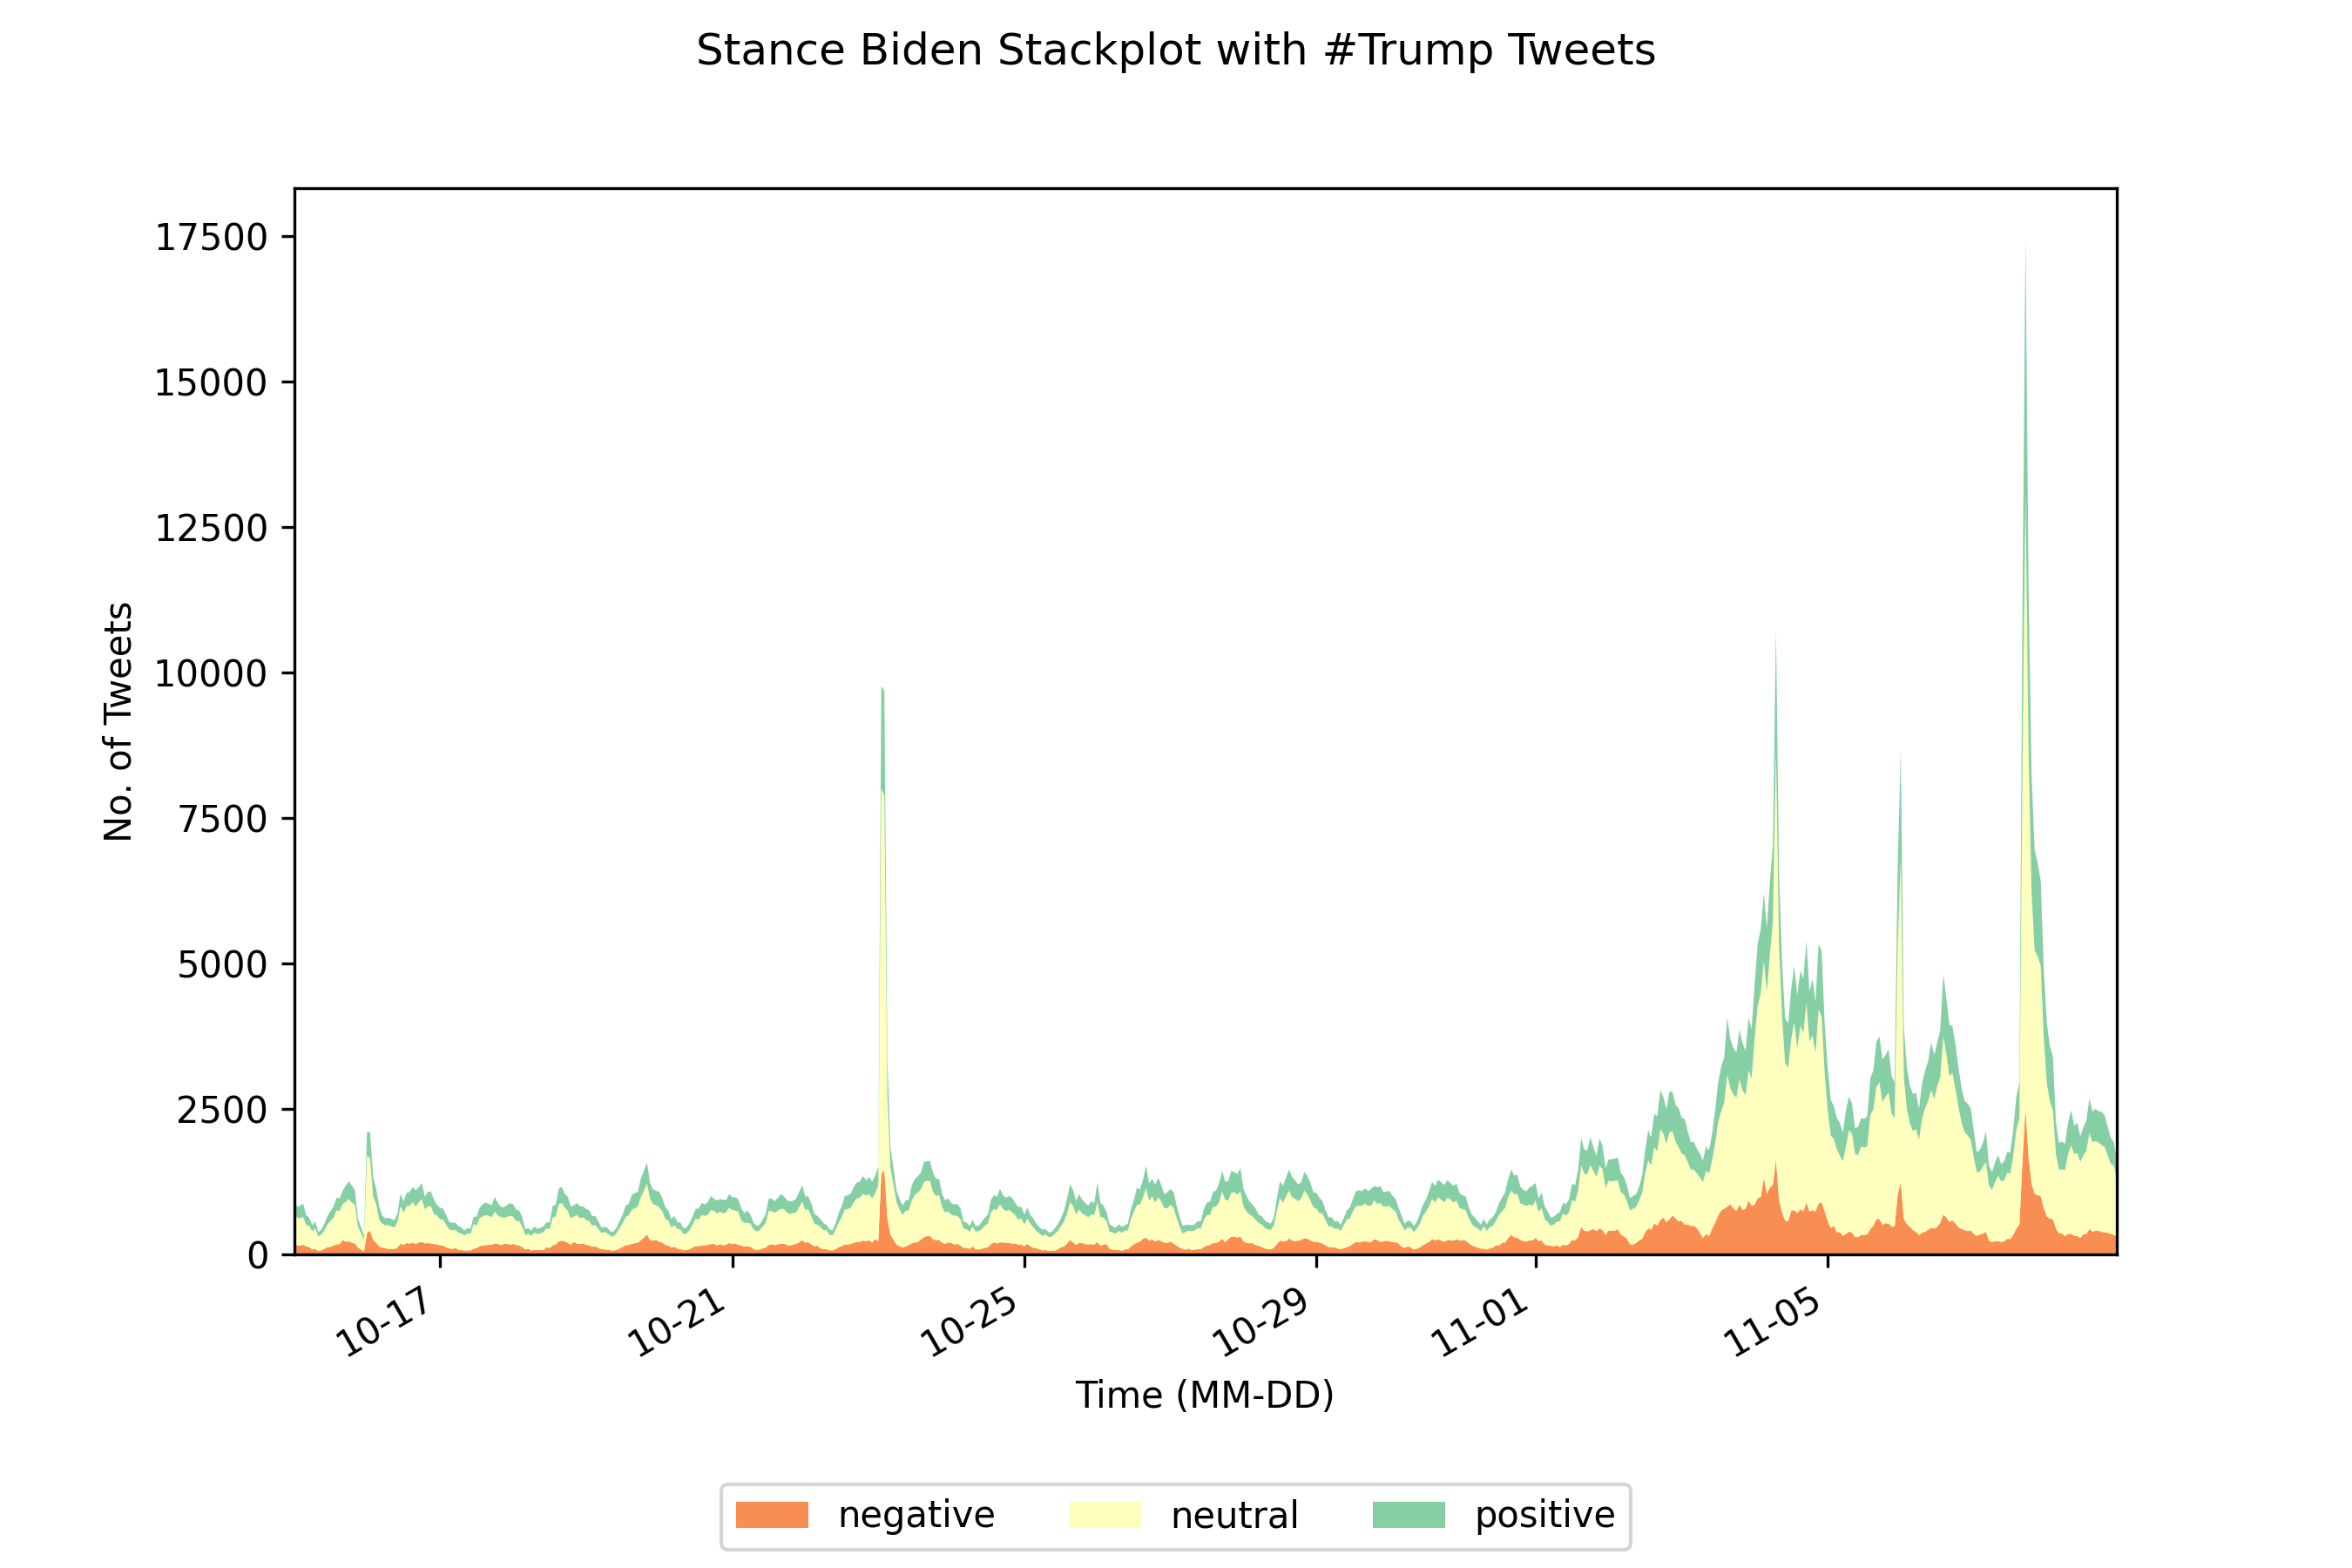 Stance Biden Stackplot with #Trump Tweets
No. of Tweets
17500
15000
12500
10000
7500
5000
2500
0
10-17
10-21
10-25
10-29
11-01
11-05
Time (MM-DD)
negative
neutral
positive